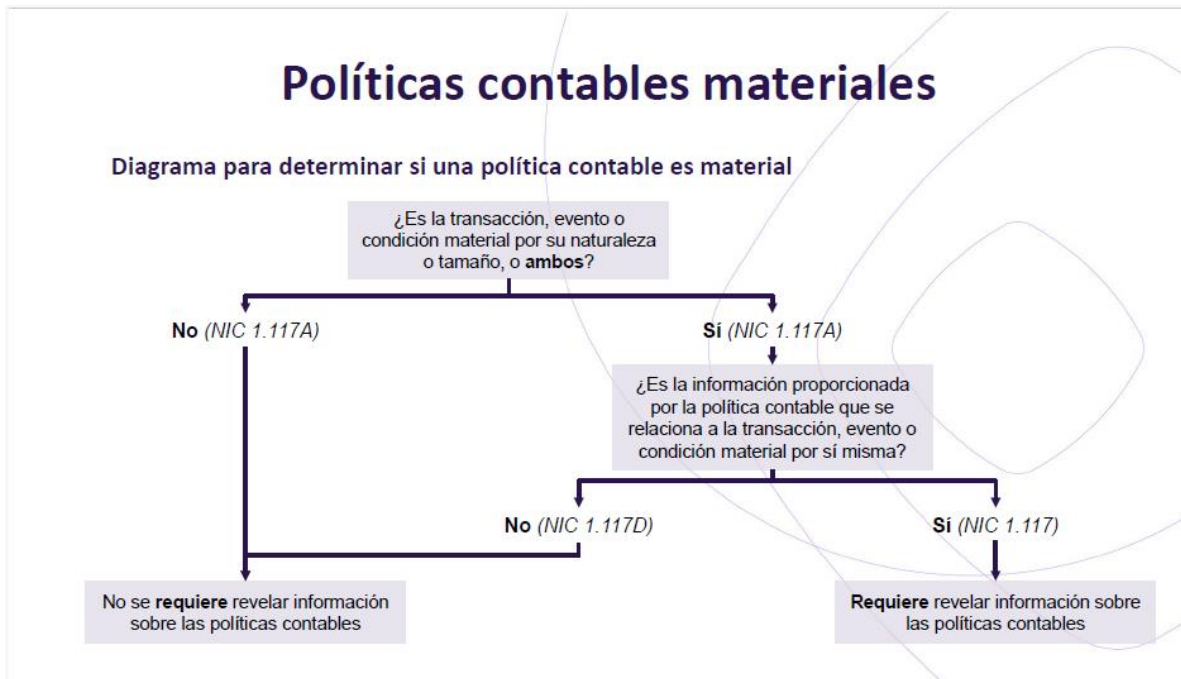 Políticas contables materiales
Diagrama para determinar si una política contable es material
¿Es la transacción, evento o
condición material por su naturaleza
o tamaño, o ambos?
No (NIC 1.117A)
Sí (NIC 1.117A)
¿Es la información proporcionada
por la política contable que se
relaciona a la transacción, evento o
condición material por sí misma?
No (NIC 1.117D)
Sí (NIC 1.117)
No se requiere revelar información
sobre las políticas contables
Requiere revelar información sobre
las políticas contables